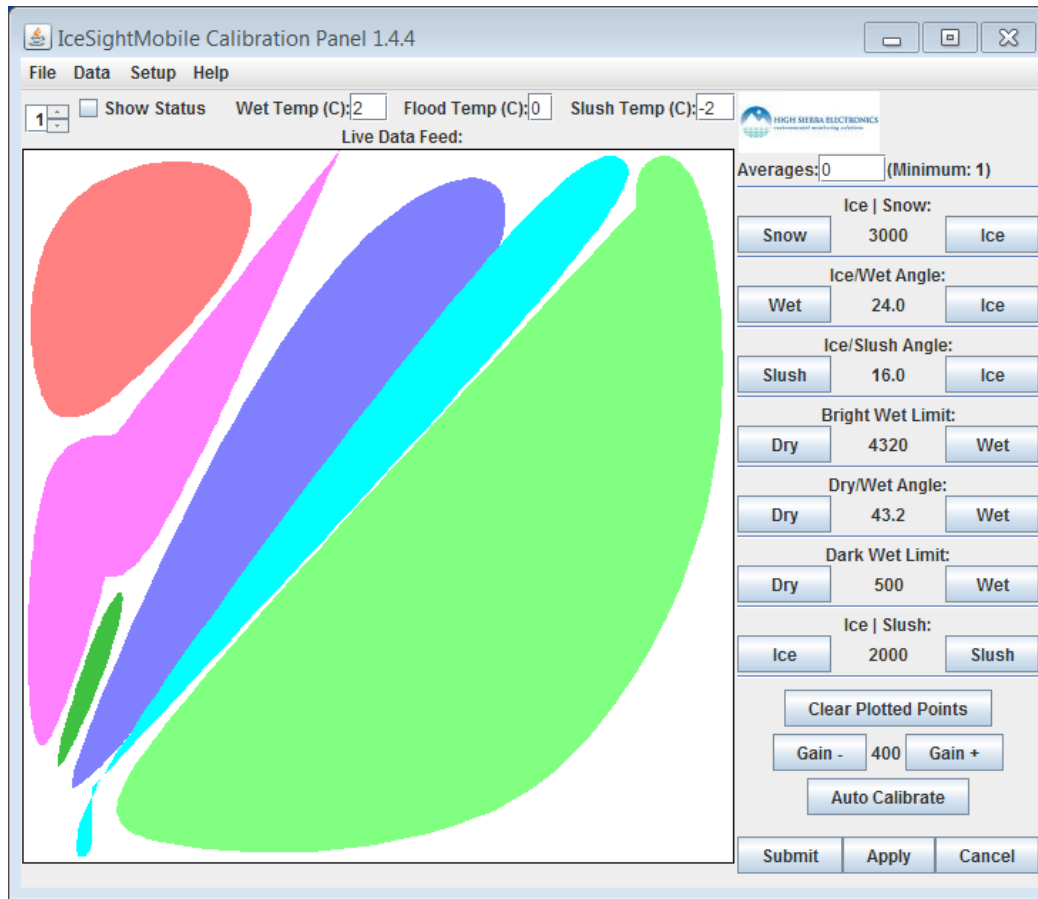 IceSightMobile Calibration Panel 1.4.4
File Data Setup Help
1 Show Status Wet Temp (C): 2 Flood Temp (C): 0 Slush Temp (C): -2
Live Data Feed:
HIGH SIERRA ELECTRONICS
environmental monitoring solutions
Averages: 0 (Minimum: 1)
Ice | Snow:
Snow 3000 Ice
Ice/Wet Angle:
Wet 24.0 Ice
Ice/Slush Angle:
Slush 16.0 Ice
Bright Wet Limit:
Dry 4320 Wet
Dry/Wet Angle:
Dry 43.2 Wet
Dark Wet Limit:
Dry 500 Wet
Ice | Slush:
Ice 2000 Slush
Clear Plotted Points
Gain - 400 Gain +
Auto Calibrate
Submit Apply Cancel